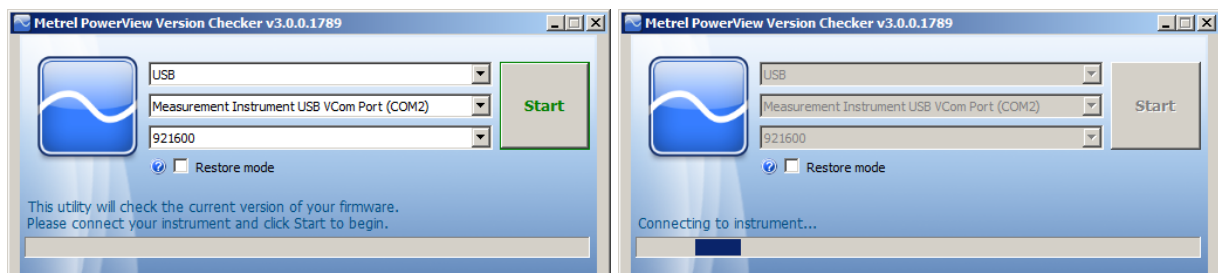 Metrel PowerView Version Checker v3.0.0.1789
USB
Measurement Instrument USB VCom Port (COM2)
Start
921600
Restore mode
This utility will check the current version of your firmware.
Please connect your instrument and click Start to begin.
Metrel PowerView Version Checker v3.0.0.1789
USB
Measurement Instrument USB VCom Port (COM2)
Start
921600
Restore mode
Connecting to instrument...